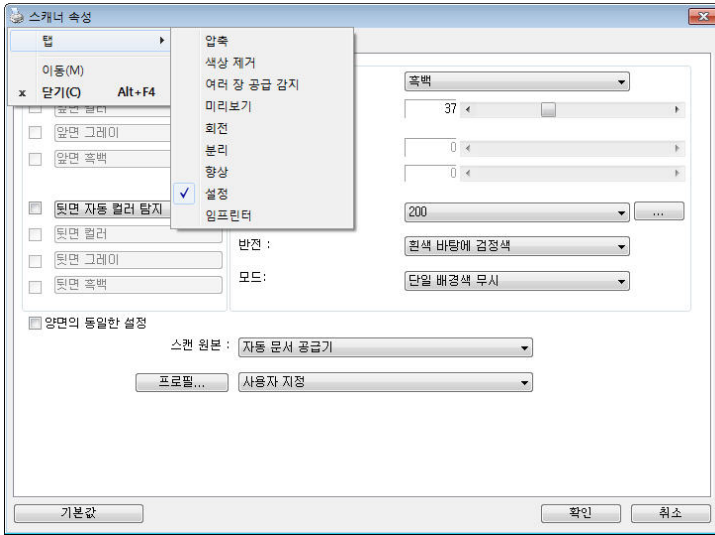 스캐너 속성
탭
이동(M)
x 닫기(C) Alt+F4
압축
색상 제거
여러 장 공급 감지
미리보기
회전
분리
향상
설정
임프린터
앞면 컬러
앞면 그레이
앞면 흑백
뒷면 자동 컬러 탐지
뒷면 컬러
뒷면 그레이
뒷면 흑백
흑백
37
0
0
200 ...
반전 : 흰색 바탕에 검정색
모드: 단일 배경색 무시
양면의 동일한 설정
스캔 원본 : 자동 문서 공급기
프로필... 사용자 지정
기본값 확인 취소